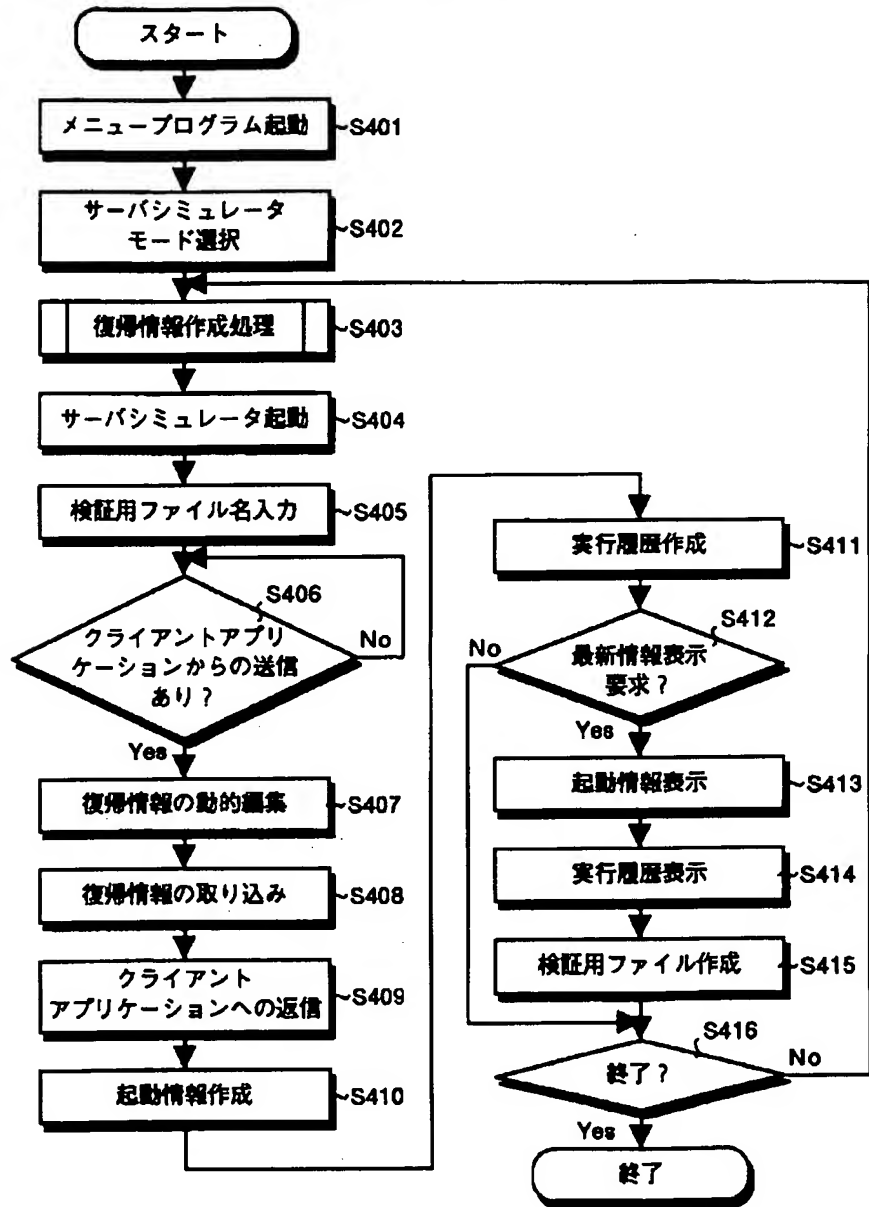 スタート
メニュープログラム起動
S401
サーバシミュレータ
モード選択
S402
復帰情報作成処理
S403
サーバシミュレータ起動
S404
検証用ファイル名入力
S405
S406
クライアントアプリ
ケーションからの送信
あり?
No
Yes
復帰情報の動的編集
S407
復帰情報の取り込み
S408
クライアント
アプリケーションへの返信
S409
起動情報作成
S410
実行履歴作成
S411
S412
最新情報表示
要求?
No
Yes
起動情報表示
S413
実行履歴表示
S414
検証用ファイル作成
S415
S416
終了?
No
Yes
終了